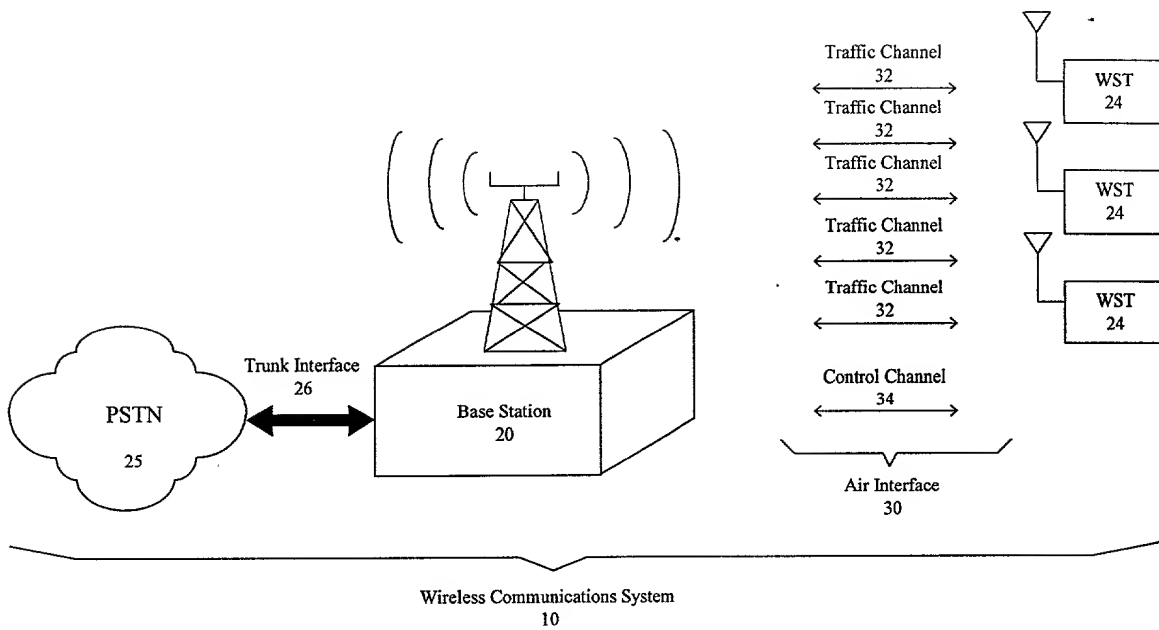 Traffic Channel
32
Traffic Channel
32
Traffic Channel
32
Traffic Channel
32
Traffic Channel
32
Control Channel
34
Air Interface
30
WST
24
WST
24
WST
24
Trunk Interface
26
PSTN
25
Base Station
20
Wireless Communications System
10